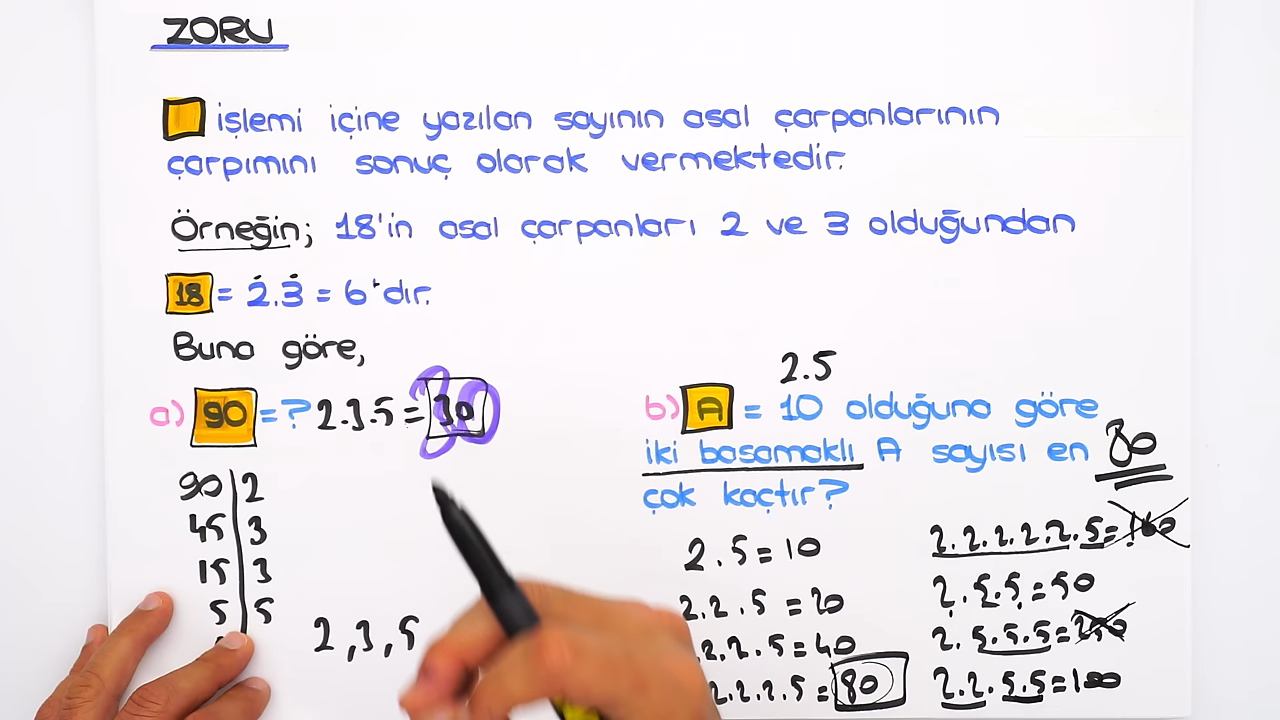 ZORU
işlemi içine yazılan sayının asal çarpanlarının
çarpımını sonuç olarak vermektedir.
Örneğin; 18'in asal çarpanları 2 ve 3 olduğundan
18 = 2.3 = 6'dır.
Buna göre,
a) 90 = ? 2.3.5 = 30
90 2
45 3
15 3
5 5
2,3,5
2.5
b) A = 10 olduğuna göre
iki basamaklı A sayısı en 80
çok kaçtır?
2.5=10
2.2.5=20
2.2.5=40
2.2.2.5=80
2.2.2.2.2.5=160
2.5.5=50
2.5.5.5=250
2.2.5.5=100